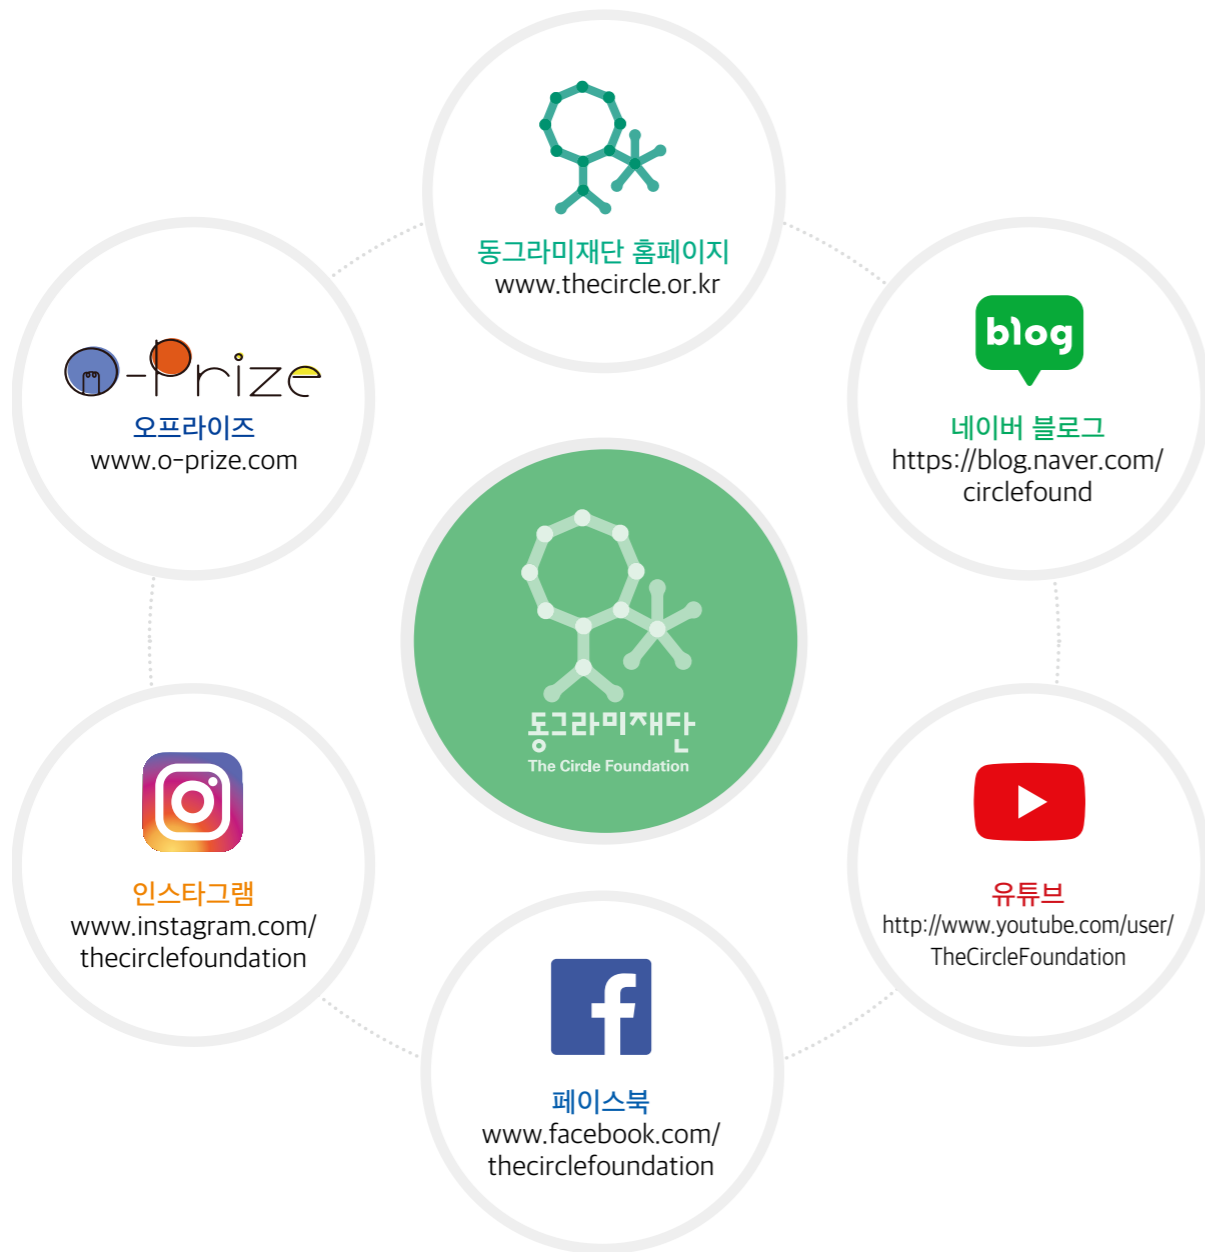 동그라미재단 홈페이지
www.thecircle.or.kr
blog
네이버 블로그
https://blog.naver.com/
circlefound
o-Prize
오프라이즈
www.o-prize.com
동그라미재단
The Circle Foundation
인스타그램
www.instagram.com/
thecirclefoundation
유튜브
http://www.youtube.com/user/
TheCircleFoundation
페이스북
www.facebook.com/
thecirclefoundation